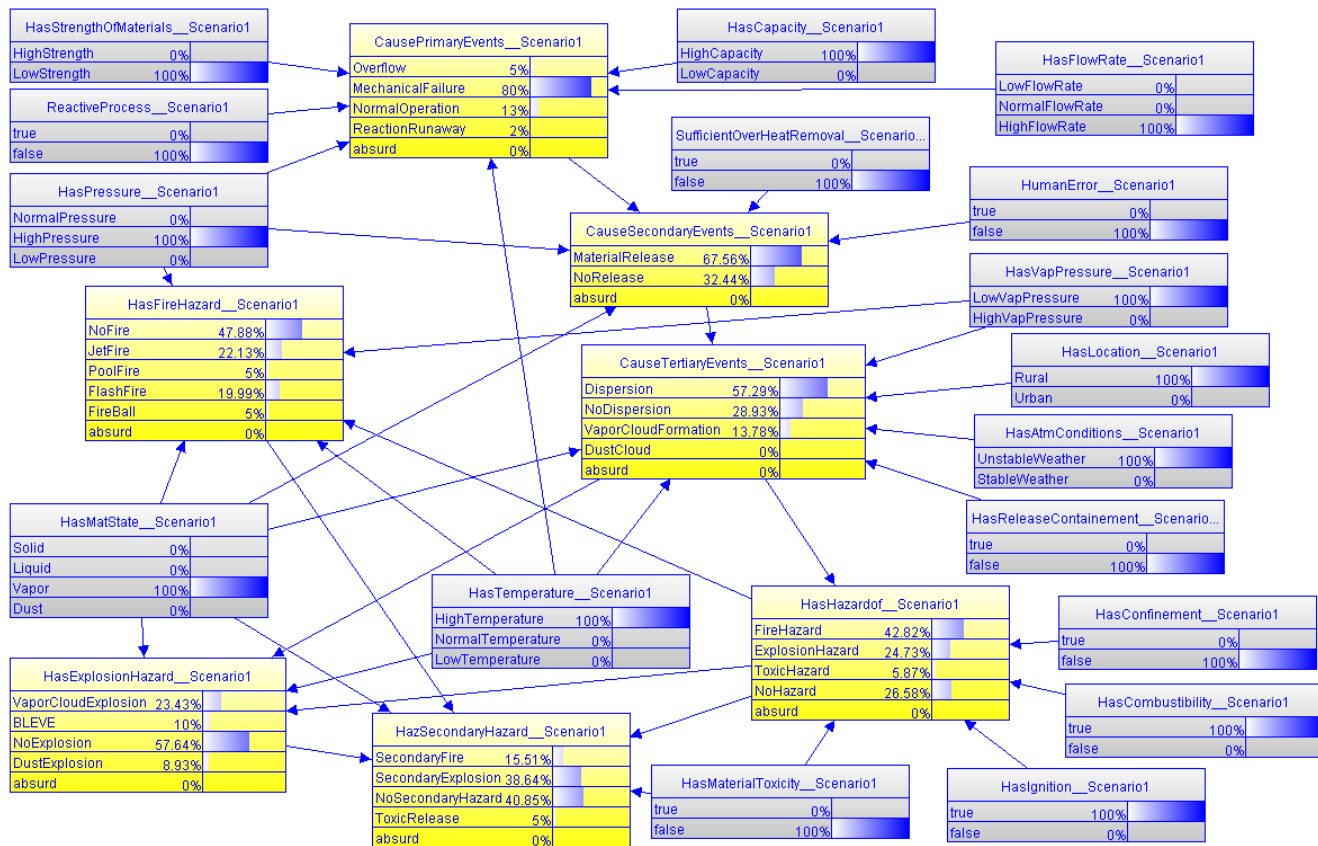 HasStrengthOfMaterials__Scenario1
HighStrength 0%
LowStrength 100%
CausePrimaryEvents__Scenario1
Overflow 5%
MechanicalFailure 80%
NormalOperation 13%
ReactionRunaway 2%
absurd 0%
HasCapacity__Scenario1
HighCapacity 100%
LowCapacity 0%
HasFlowRate__Scenario1
LowFlowRate 0%
NormalFlowRate 0%
HighFlowRate 100%
ReactiveProcess__Scenario1
true 0%
false 100%
SufficientOverHeatRemoval__Scenario...
true 0%
false 100%
HasPressure__Scenario1
NormalPressure 0%
HighPressure 100%
LowPressure 0%
HumanError__Scenario1
true 0%
false 100%
CauseSecondaryEvents__Scenario1
MaterialRelease 67.56%
NoRelease 32.44%
absurd 0%
HasVapPressure__Scenario1
LowVapPressure 100%
HighVapPressure 0%
HasFireHazard__Scenario1
NoFire 47.88%
JetFire 22.13%
PoolFire 5%
FlashFire 19.99%
FireBall 5%
absurd 0%
CauseTertiaryEvents__Scenario1
Dispersion 57.29%
NoDispersion 28.93%
VaporCloudFormation 13.78%
DustCloud 0%
absurd 0%
HasLocation__Scenario1
Rural 100%
Urban 0%
HasAtmConditions__Scenario1
UnstableWeather 100%
StableWeather 0%
HasMatState__Scenario1
Solid 0%
Liquid 0%
Vapor 100%
Dust 0%
HasReleaseContainement__Scenario...
true 0%
false 100%
HasTemperature__Scenario1
HighTemperature 100%
NormalTemperature 0%
LowTemperature 0%
HasHazardof__Scenario1
FireHazard 42.82%
ExplosionHazard 24.73%
ToxicHazard 5.87%
NoHazard 26.58%
absurd 0%
HasConfinement__Scenario1
true 0%
false 100%
HasExplosionHazard__Scenario1
VaporCloudExplosion 23.43%
BLEVE 10%
NoExplosion 57.64%
DustExplosion 8.93%
absurd 0%
HasCombustibility__Scenario1
true 100%
false 0%
HazSecondaryHazard__Scenario1
SecondaryFire 15.51%
SecondaryExplosion 38.64%
NoSecondaryHazard 40.85%
ToxicRelease 5%
absurd 0%
HasMaterialToxicity__Scenario1
true 0%
false 100%
HasIgnition__Scenario1
true 100%
false 0%